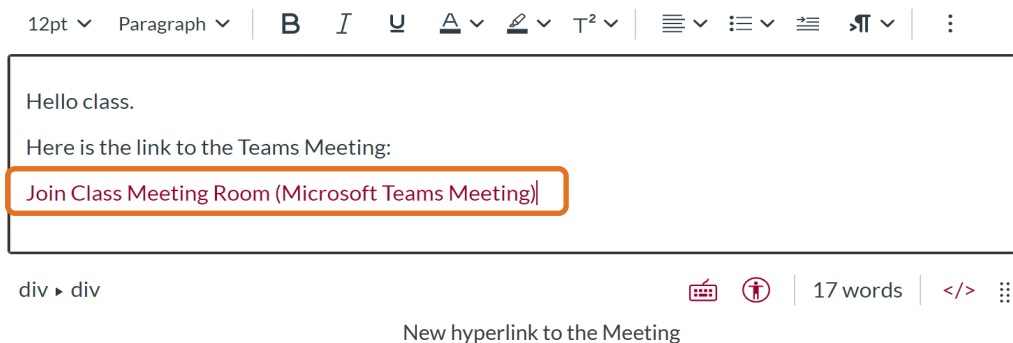 12pt Paragraph B I U A T²
Hello class.
Here is the link to the Teams Meeting:
Join Class Meeting Room (Microsoft Teams Meeting)
div ▸ div 17 words </>
New hyperlink to the Meeting